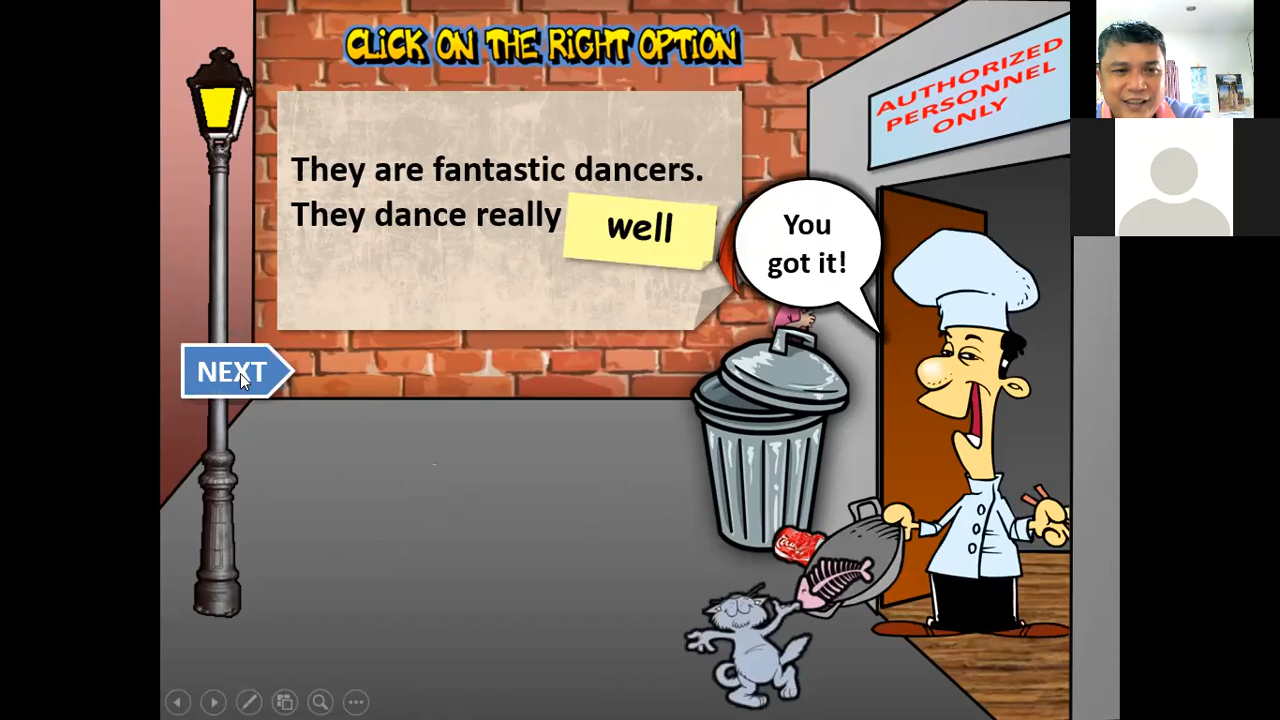 CLICK ON THE RIGHT OPTION
AUTHORIZED
PERSONNEL
ONLY
They are fantastic dancers.
They dance really well
You
got it!
NEXT